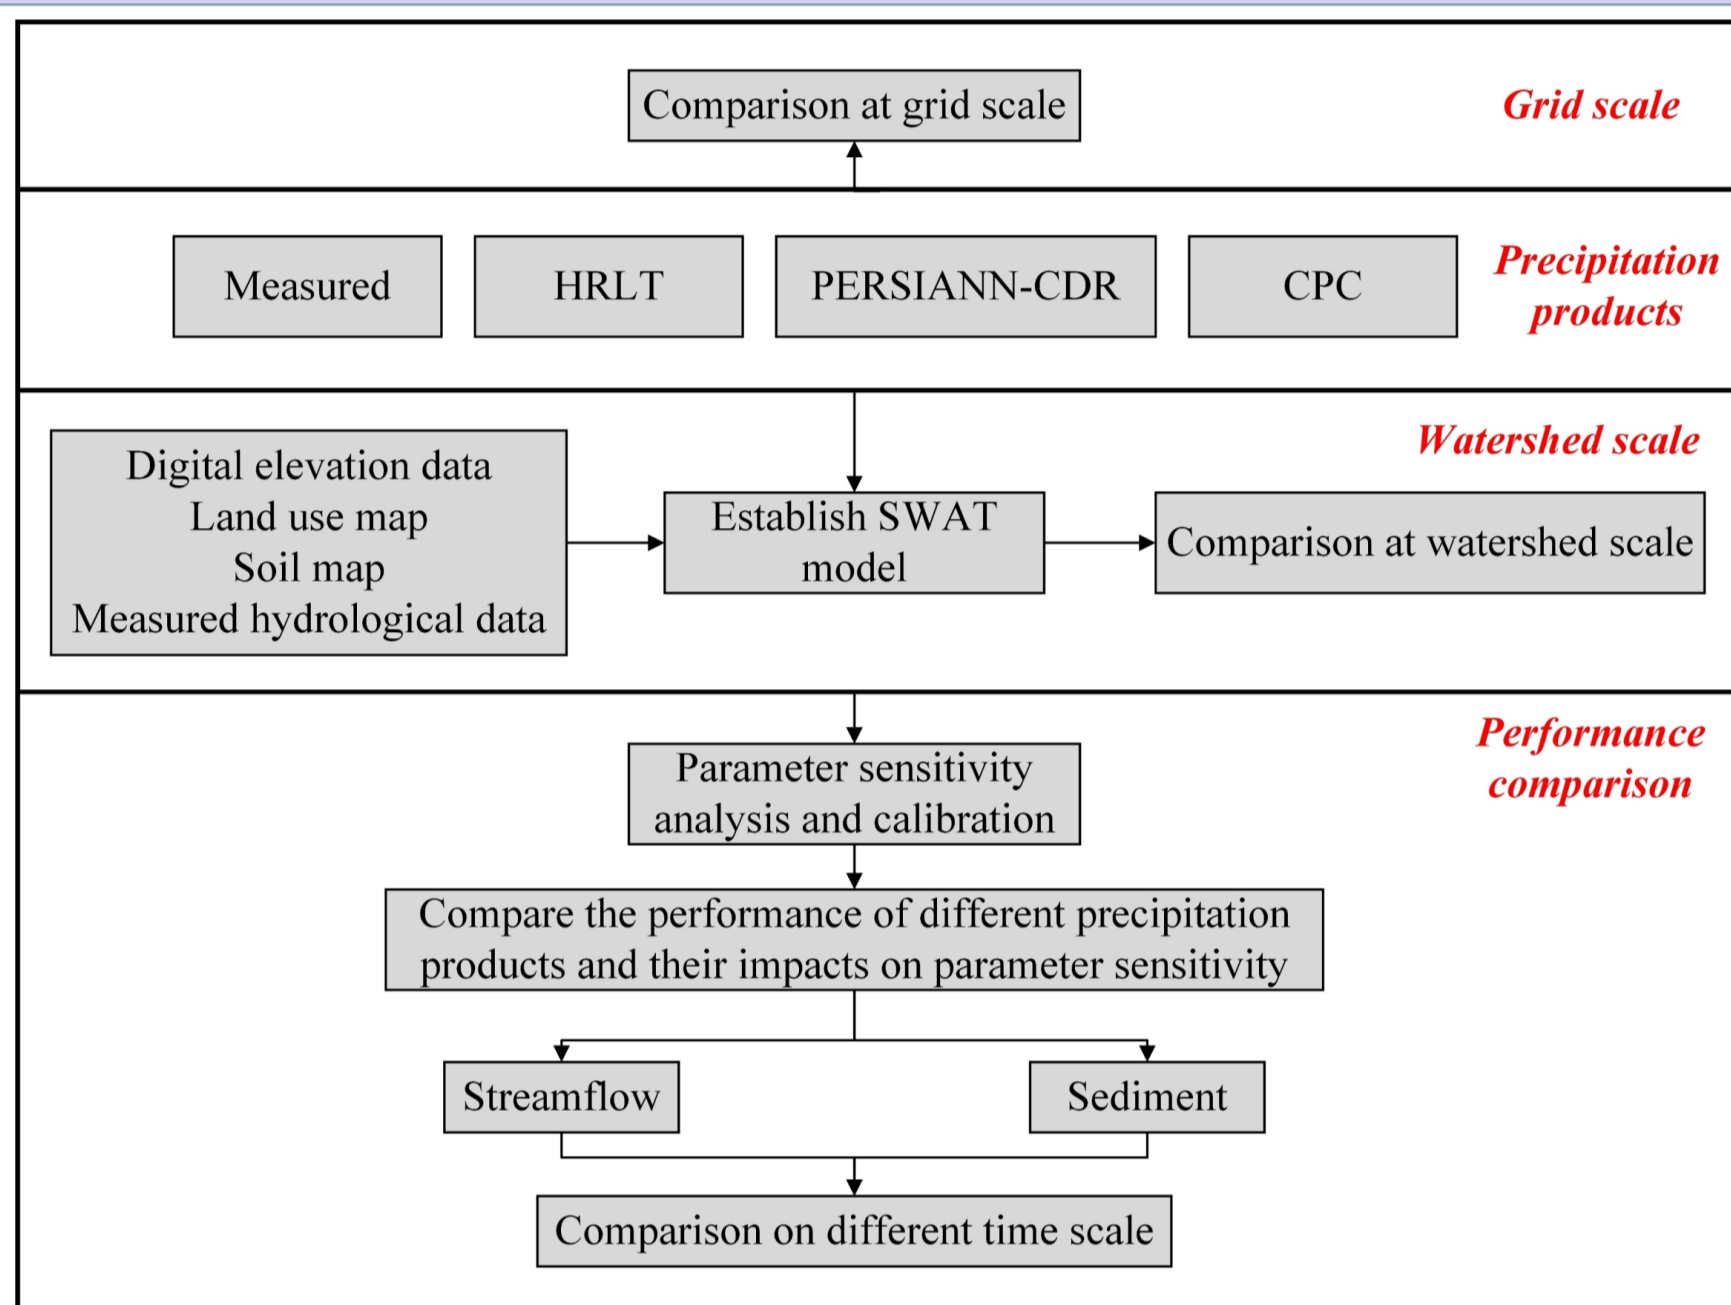 Comparison at grid scale
Grid scale
Measured
HRLT
PERSIANN-CDR
CPC
Precipitation
products
Watershed scale
Digital elevation data
Land use map
Soil map
Measured hydrological data
Establish SWAT
model
Comparison at watershed scale
Performance
comparison
Parameter sensitivity
analysis and calibration
Compare the performance of different precipitation
products and their impacts on parameter sensitivity
Streamflow
Sediment
Comparison on different time scale